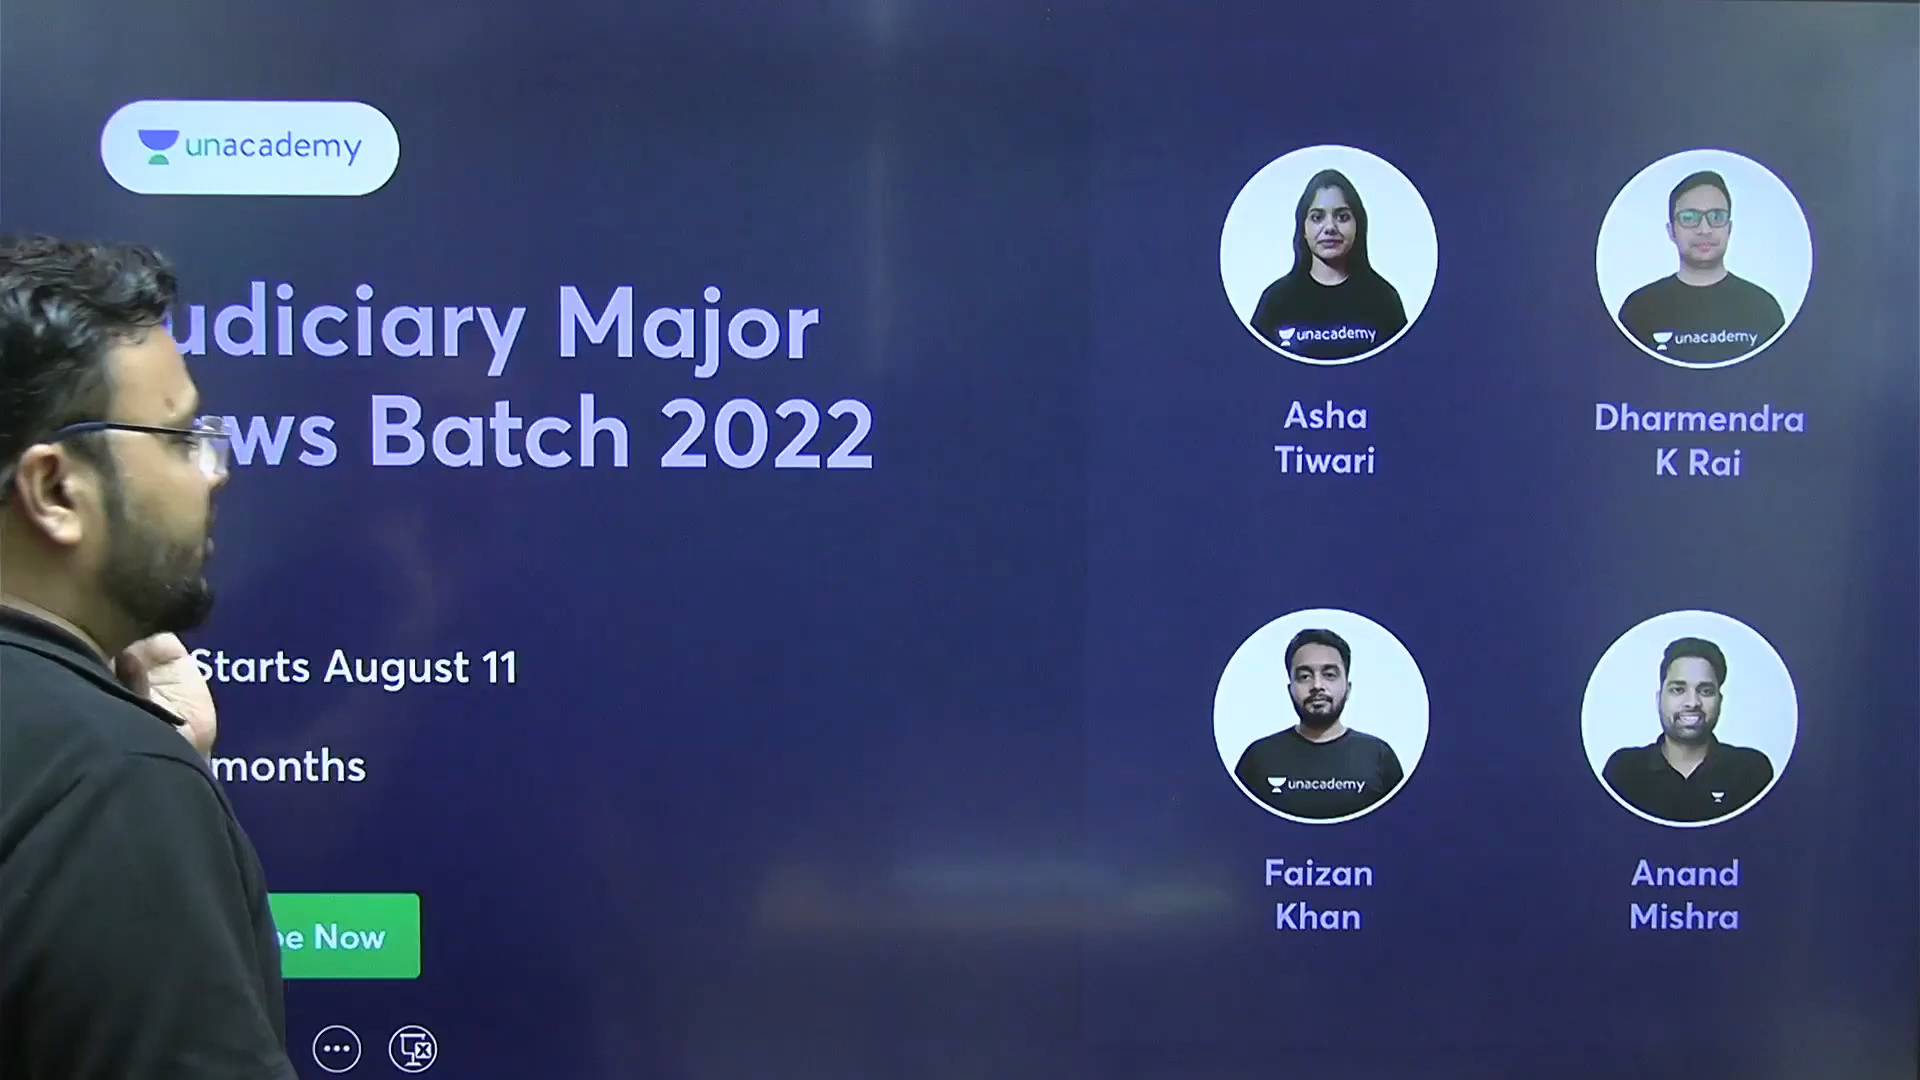 unacademy
udiciary Major
ws Batch 2022
Starts August 11
months
be Now
unacademy
Asha
Tiwari
unacademy
Dharmendra
K Rai
unacademy
Faizan
Khan
Anand
Mishra